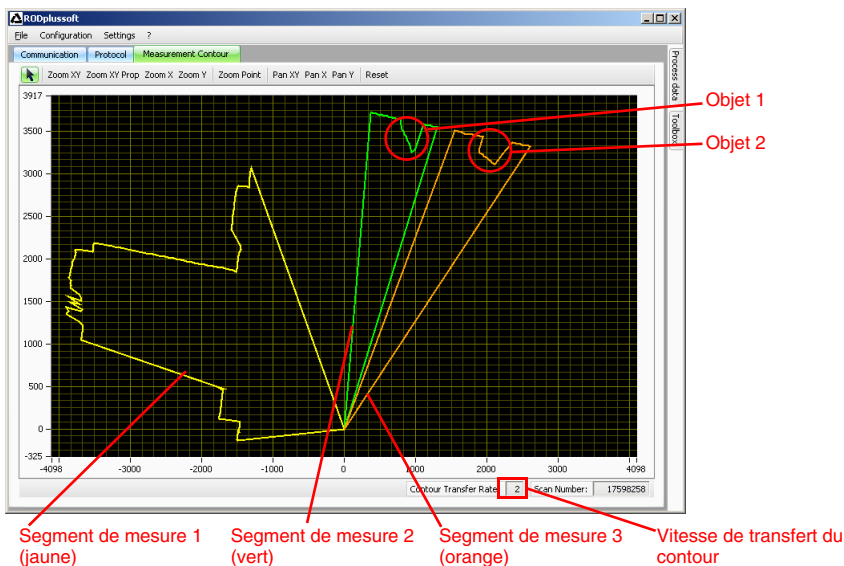 RODplussoft
File Configuration Settings ?
Communication Protocol Measurement Contour
Zoom XY Zoom XY Prop Zoom X Zoom Y Zoom Point Pan XY Pan X Pan Y Reset
Process data
Toolbox
3917
3500
3000
2500
2000
1500
1000
500
0
-325
-4098 -3000 -2000 -1000 0 1000 2000 3000 4098
Contour Transfer Rate: 2 Scan Number: 17598258
Objet 1
Objet 2
Segment de mesure 1
(jaune)
Segment de mesure 2
(vert)
Segment de mesure 3
(orange)
Vitesse de transfert du
contour